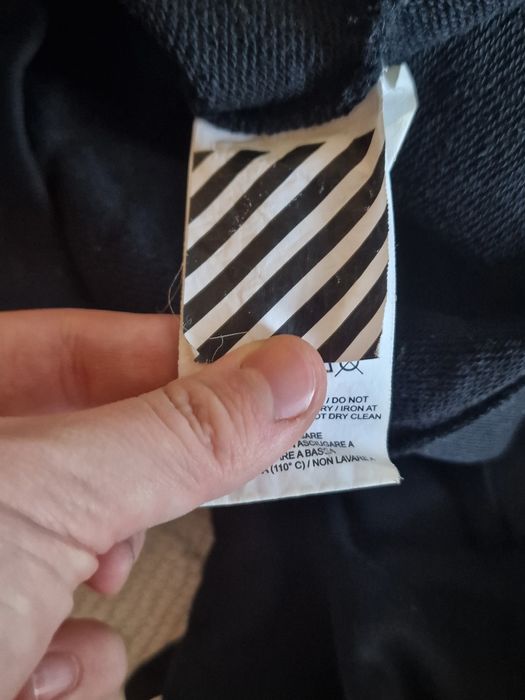 / DO NOT
RY / IRON AT
OT DRY CLEAN
ARE
ASCIUGARE A
RE A BASSA
(110° C) / NON LAVARE A